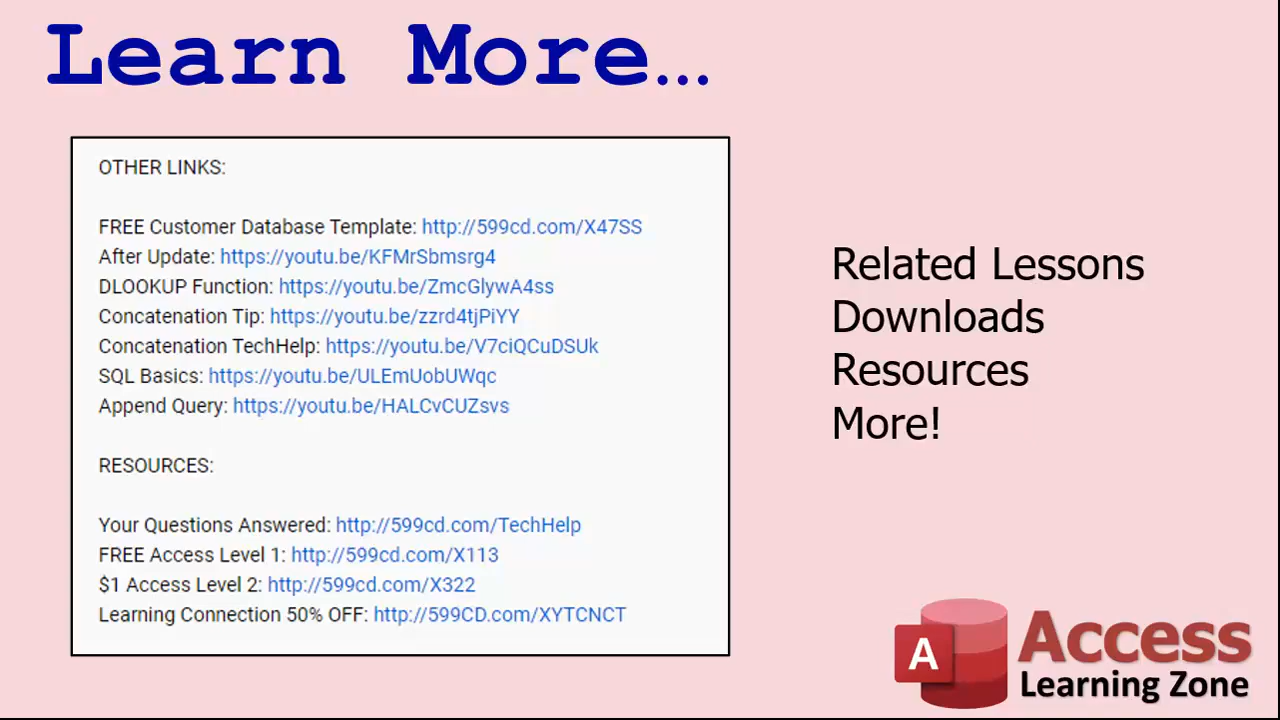 Learn More...
OTHER LINKS:
FREE Customer Database Template: http://599cd.com/X47SS
After Update: https://youtu.be/KFMrSbmsrg4
DLOOKUP Function: https://youtu.be/ZmcGlywA4ss
Concatenation Tip: https://youtu.be/zzrd4tjPiYY
Concatenation TechHelp: https://youtu.be/V7ciQCuDSUk
SQL Basics: https://youtu.be/ULEmUobUWqc
Append Query: https://youtu.be/HALCvCUZsvs
RESOURCES:
Your Questions Answered: http://599cd.com/TechHelp
FREE Access Level 1: http://599cd.com/X113
$1 Access Level 2: http://599cd.com/X322
Learning Connection 50% OFF: http://599CD.com/XYTCNCT
Related Lessons
Downloads
Resources
More!
A
Access
Learning Zone